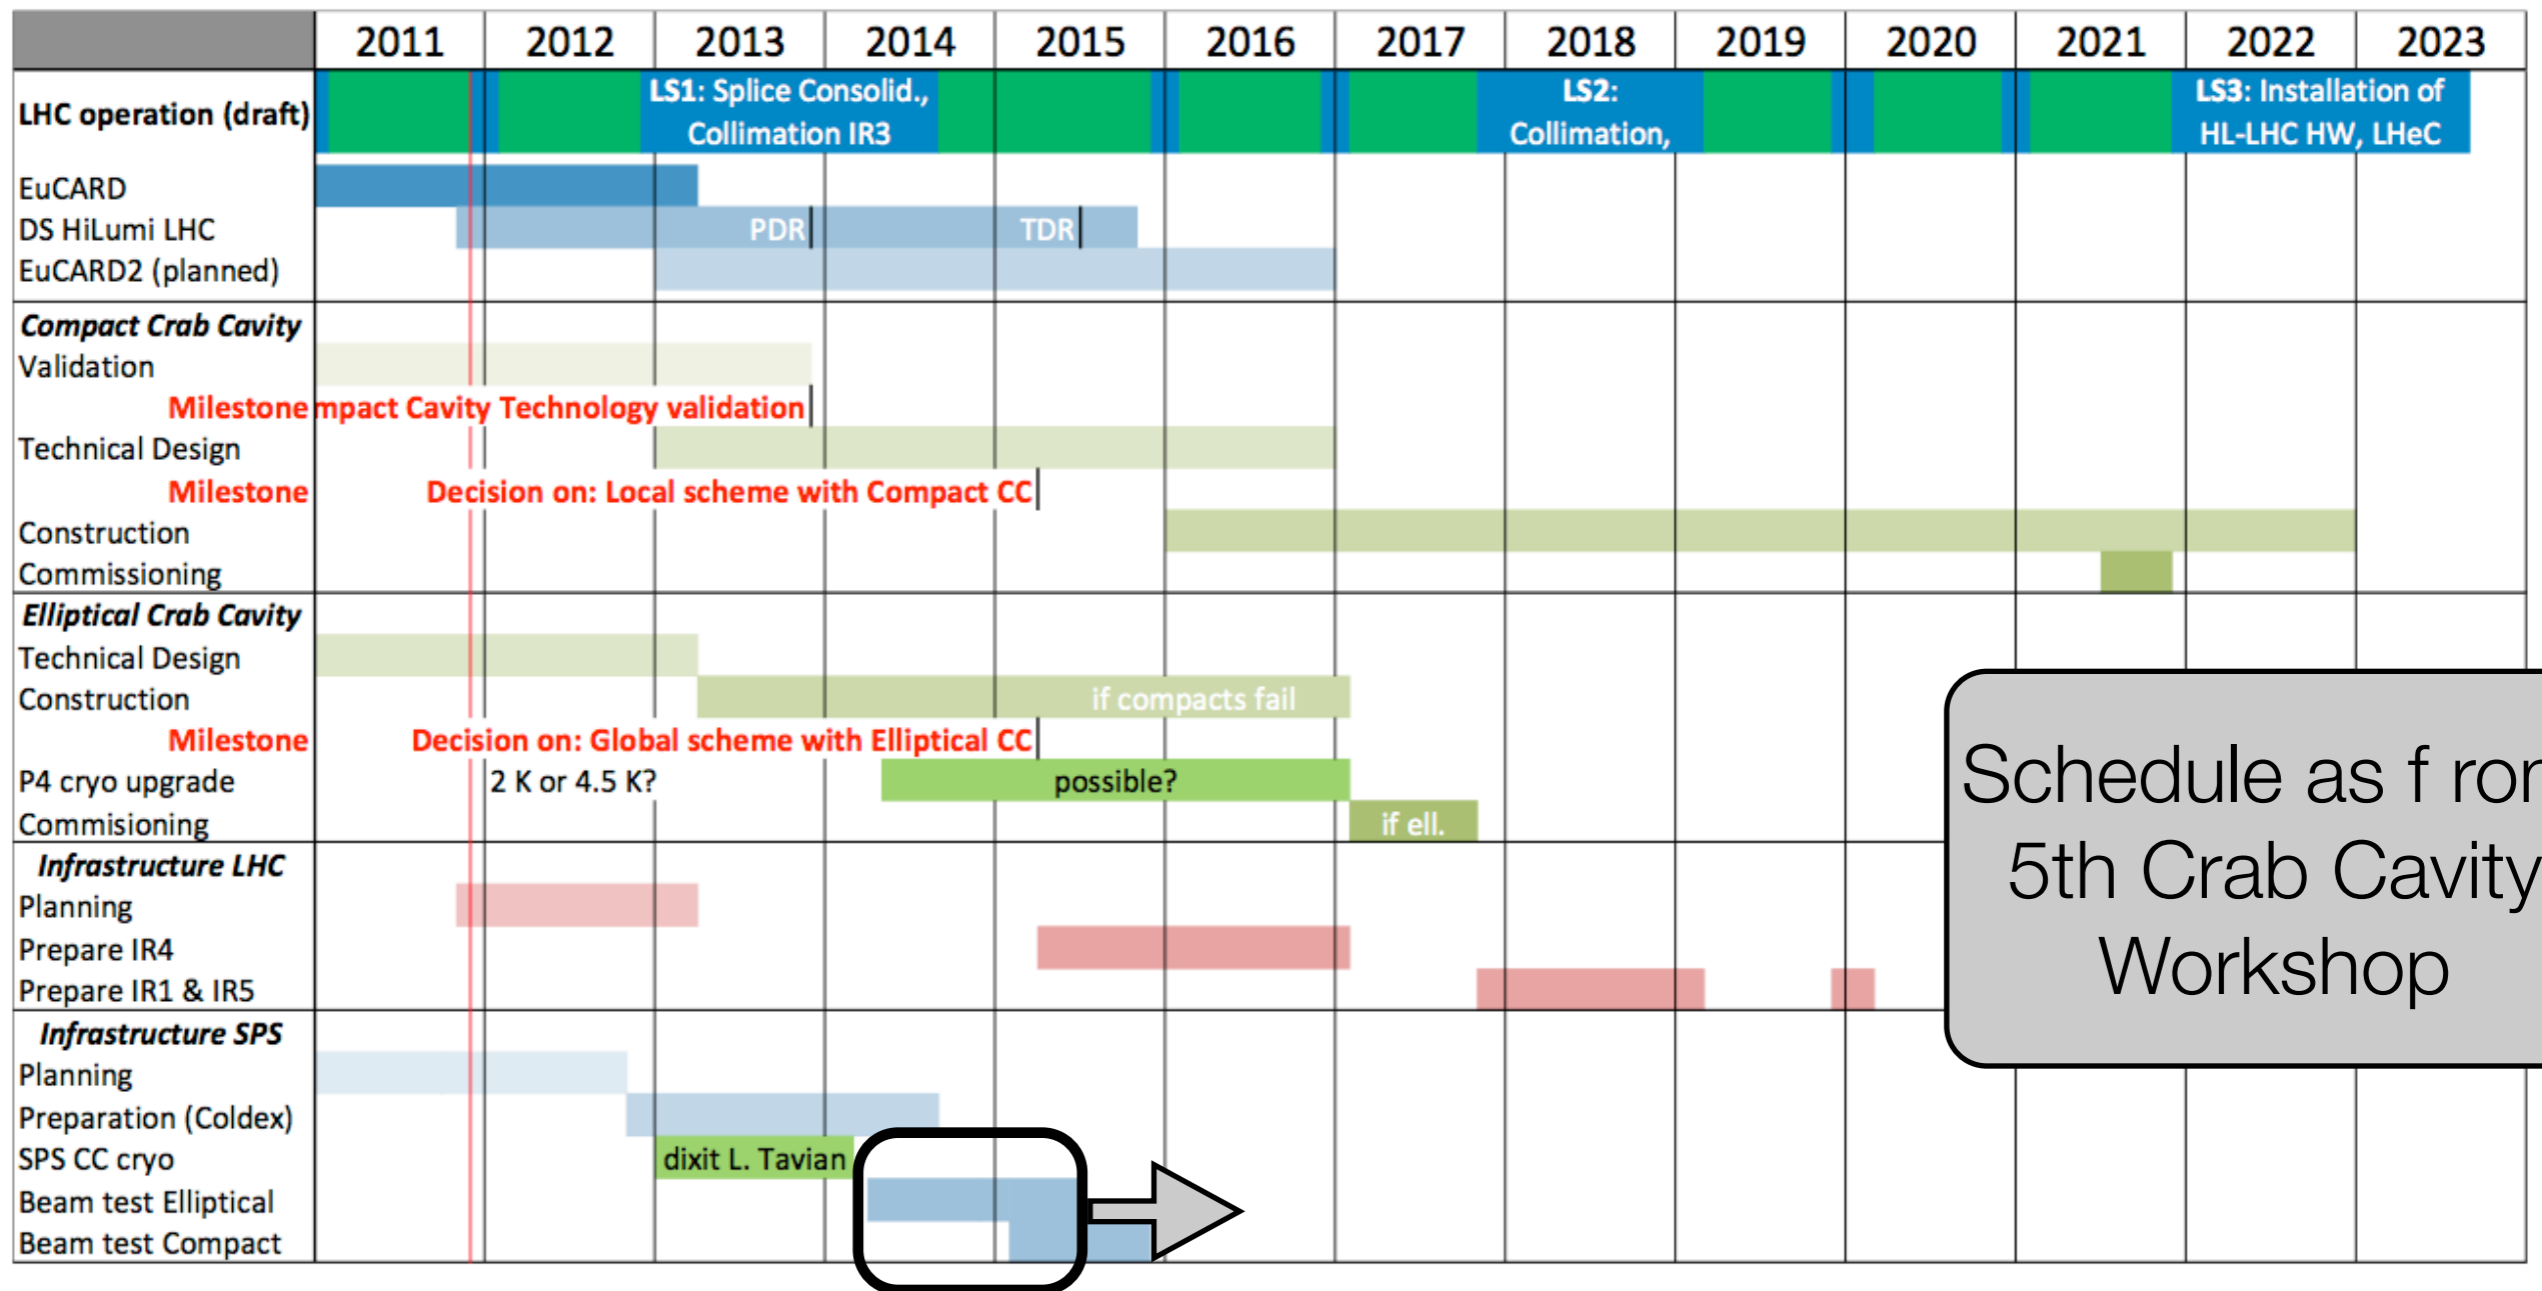 2011 2012 2013 2014 2015 2016 2017 2018 2019 2020 2021 2022 2023
LHC operation (draft)
LS1: Splice Consolid.,
Collimation IR3
LS2:
Collimation,
LS3: Installation of
HL-LHC HW, LHeC
EuCARD
DS HiLumi LHC PDR TDR
EuCARD2 (planned)
Compact Crab Cavity
Validation
Milestone mpact Cavity Technology validation
Technical Design
Milestone Decision on: Local scheme with Compact CC
Construction
Commissioning
Elliptical Crab Cavity
Technical Design
Construction if compacts fail
Milestone Decision on: Global scheme with Elliptical CC
P4 cryo upgrade 2 K or 4.5 K? possible?
Commisioning if ell.
Infrastructure LHC
Planning
Prepare IR4
Prepare IR1 & IR5
Infrastructure SPS
Planning
Preparation (Coldex)
SPS CC cryo dixit L. Tavian
Beam test Elliptical
Beam test Compact
Schedule as f ro
5th Crab Cavity
Workshop